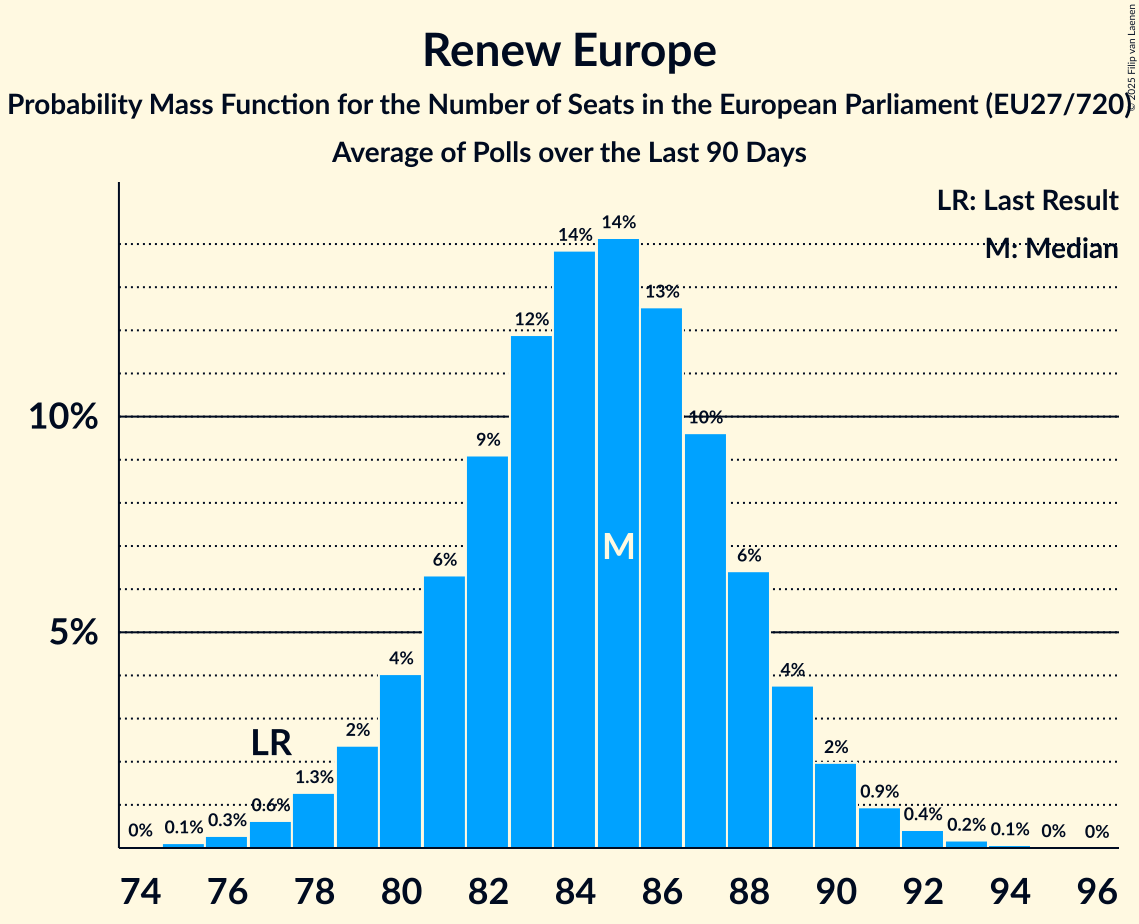 Renew Europe
Probability Mass Function for the Number of Seats in the European Parliament (EU27/720)
Average of Polls over the Last 90 Days
© 2025 Filip van Laenen
LR: Last Result
M: Median
14%
14%
13%
12%
10%
10%
9%
6%
M
6%
5%
4%
4%
LR
2%
2%
1.3%
0.9%
0.6%
0.4%
0.3%
0.2%
0.1%
0.1%
0%
0%
0%
74 76 78 80 82 84 86 88 90 92 94 96